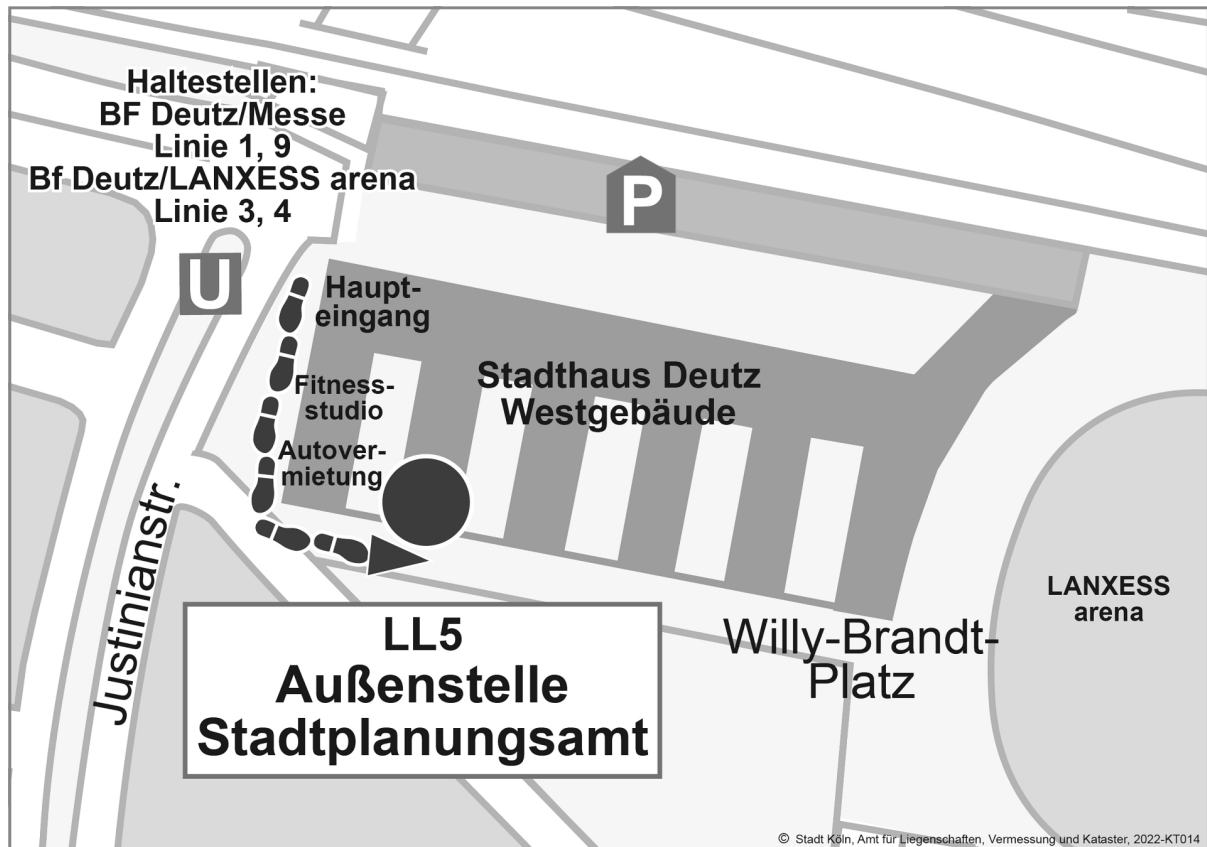 Haltestellen:
BF Deutz/Messe
Linie 1, 9
Bf Deutz/LANXESS arena
Linie 3, 4
P
U
Haupt-
eingang
Stadthaus Deutz
Westgebäude
Fitness-
studio
Autover-
mietung
Justinianstr.
LANXESS
arena
Willy-Brandt-
Platz
LL5
Außenstelle
Stadtplanungsamt
© Stadt Köln, Amt für Liegenschaften, Vermessung und Kataster, 2022-KT014